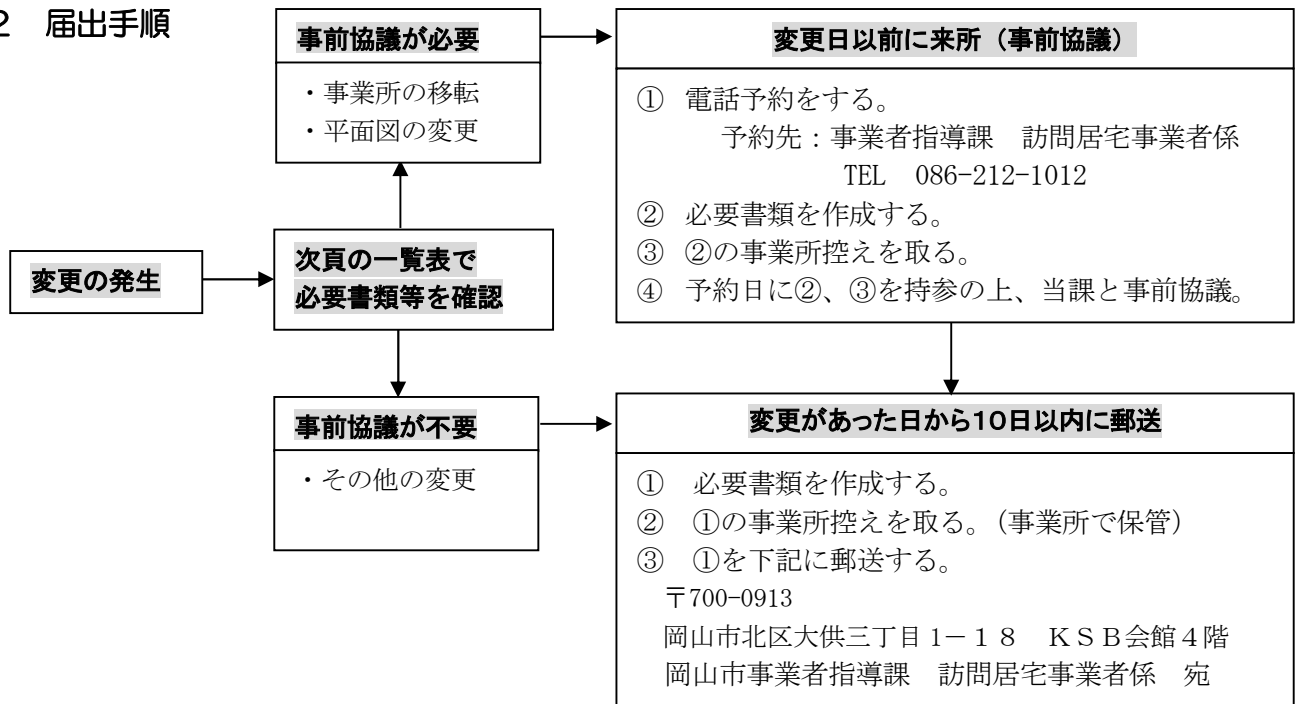 ２　届出手順
事前協議が必要
・事業所の移転
・平面図の変更
変更日以前に来所（事前協議）
①　電話予約をする。
予約先：事業者指導課　訪問居宅事業者係
TEL　086-212-1012
②　必要書類を作成する。
③　②の事業所控えを取る。
④　予約日に②、③を持参の上、当課と事前協議。
変更の発生
次頁の一覧表で
必要書類等を確認
事前協議が不要
・その他の変更
変更があった日から１０日以内に郵送
①　必要書類を作成する。
②　①の事業所控えを取る。（事業所で保管）
③　①を下記に郵送する。
〒700-0913
岡山市北区大供三丁目1－１８　ＫＳＢ会館４階
岡山市事業者指導課　訪問居宅事業者係　宛